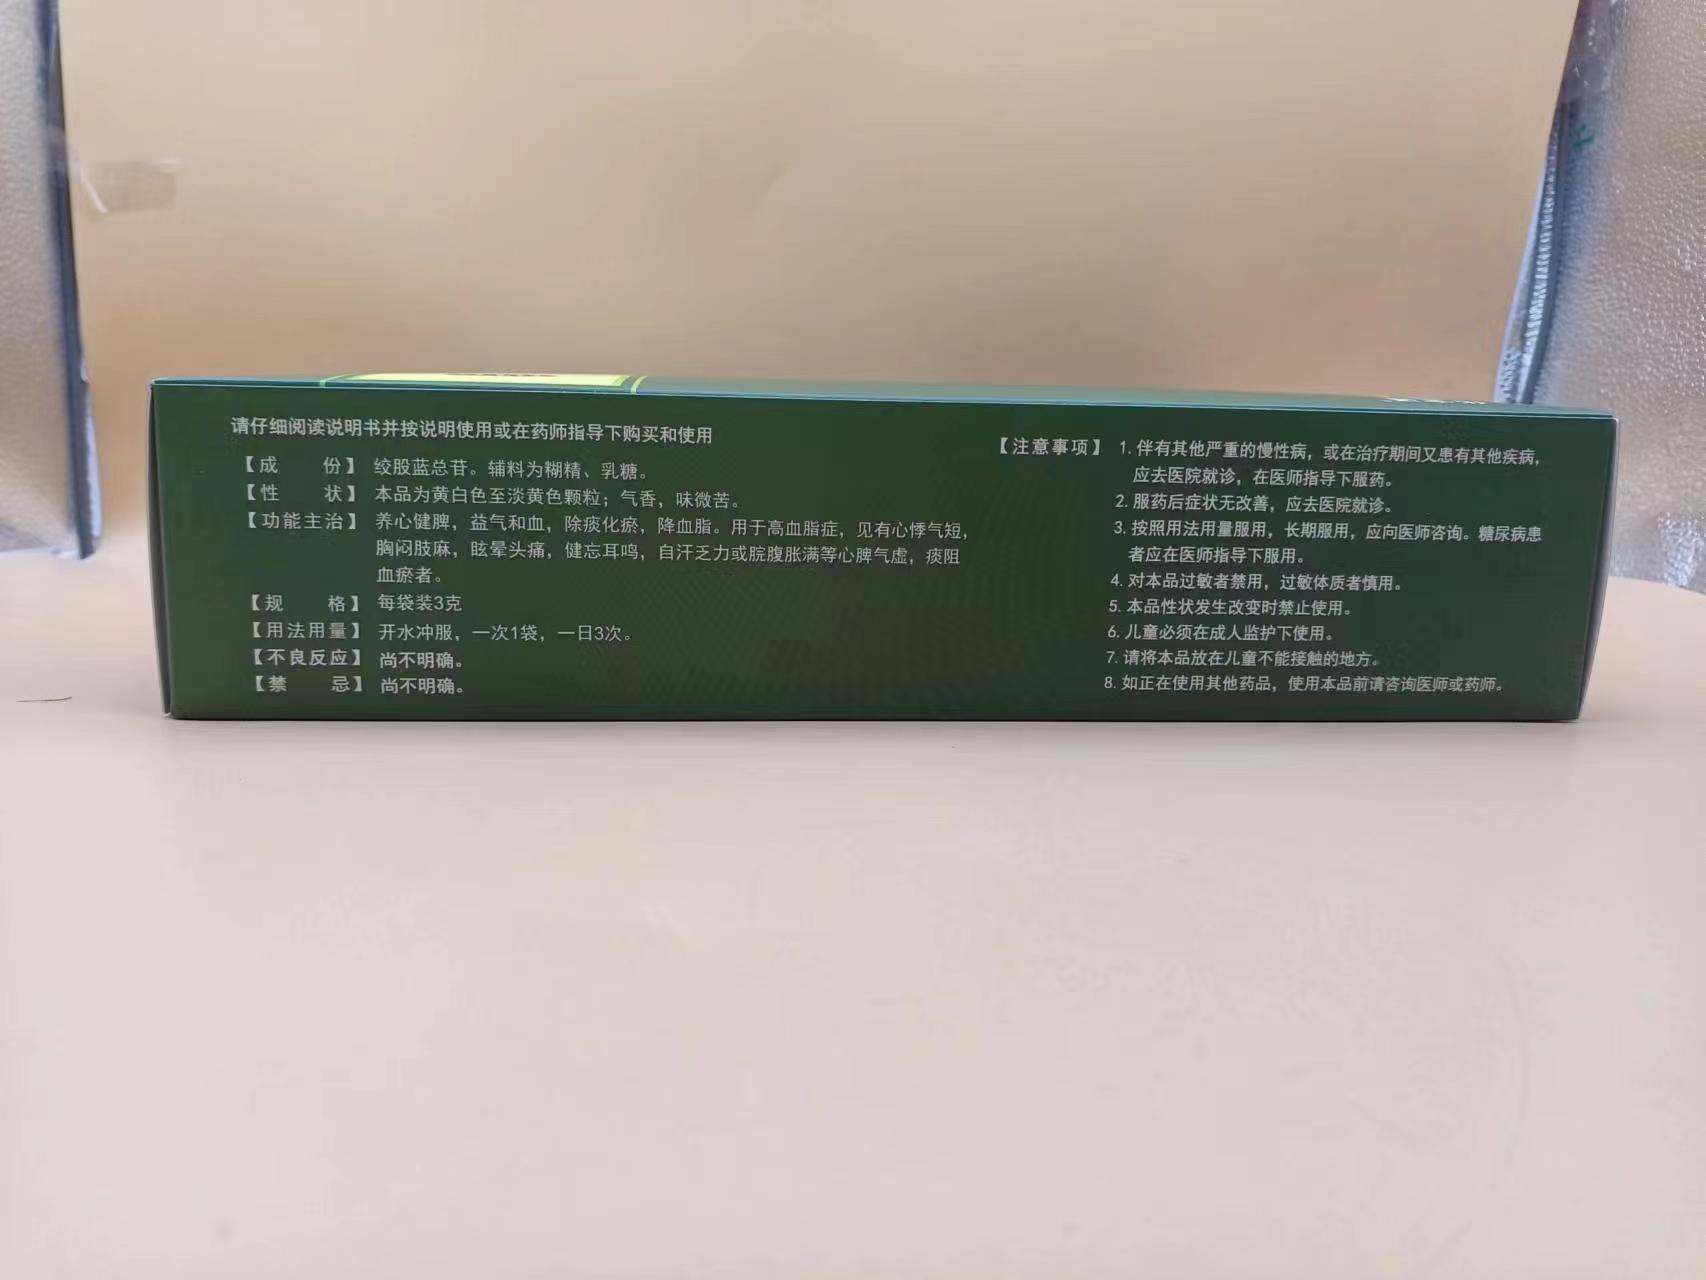 请仔细阅读说明书并按说明使用或在药师指导下购买和使用
【成 份】 绞股蓝总苷。辅料为糊精、乳糖。
【性 状】 本品为黄白色至淡黄色颗粒；气香，味微苦。
【功能主治】 养心健脾，益气和血，除痰化瘀，降血脂。用于高血脂症，见有心悸气短，
胸闷肢麻，眩晕头痛，健忘耳鸣，自汗乏力或脘腹胀满等心脾气虚，痰阻
血瘀者。
【规 格】 每袋装3克
【用法用量】 开水冲服，一次1袋，一日3次。
【不良反应】 尚不明确。
【禁 忌】 尚不明确。
【注意事项】 1. 伴有其他严重的慢性病，或在治疗期间又患有其他疾病，
应去医院就诊，在医师指导下服药。
2. 服药后症状无改善，应去医院就诊。
3. 按照用法用量服用，长期服用，应向医师咨询。糖尿病患
者应在医师指导下服用。
4. 对本品过敏者禁用，过敏体质者慎用。
5. 本品性状发生改变时禁止使用。
6. 儿童必须在成人监护下使用。
7. 请将本品放在儿童不能接触的地方。
8. 如正在使用其他药品，使用本品前请咨询医师或药师。